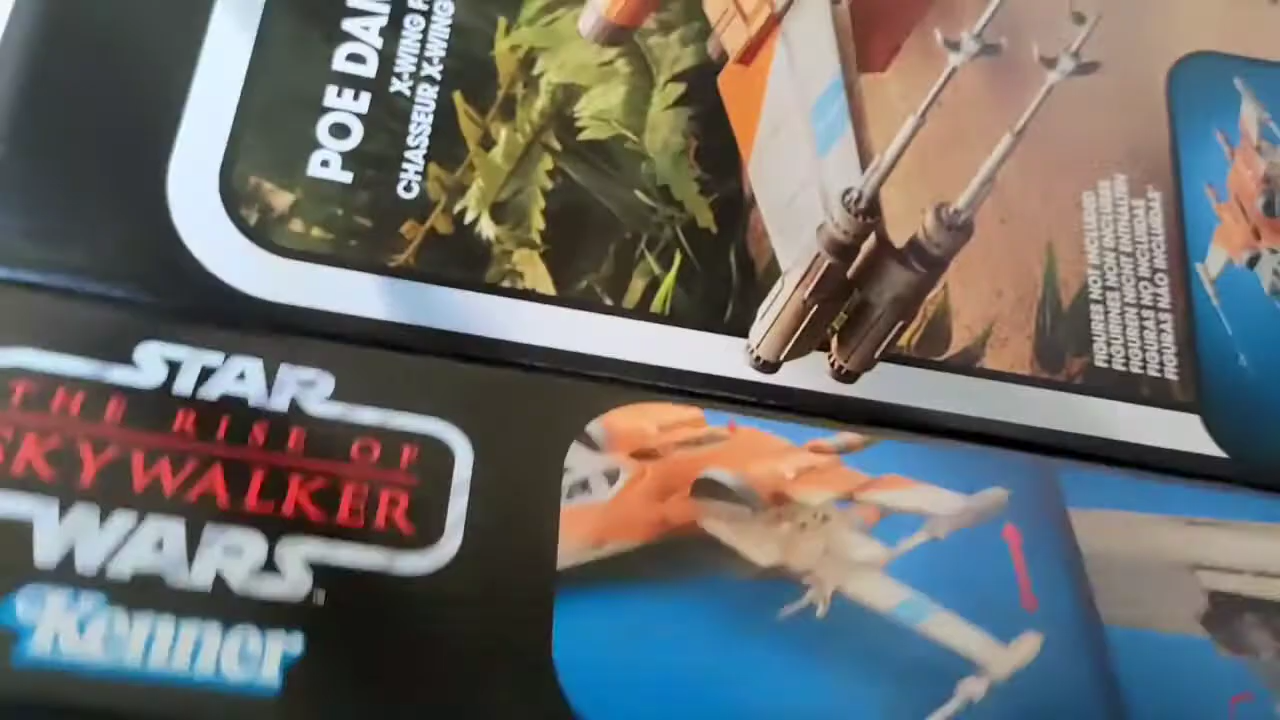 POE DA
X-WING F
CHASSEUR X-WING
FIGURES NOT INCLUDED
FIGURINES NON INCLUSES
FIGUREN NICHT ENTHALTEN
FIGURAS NO INCLUIDAS
FIGURAS NÃO INCLUÍDAS
STAR
THE RISE OF
SKYWALKER
WARS
Kenner